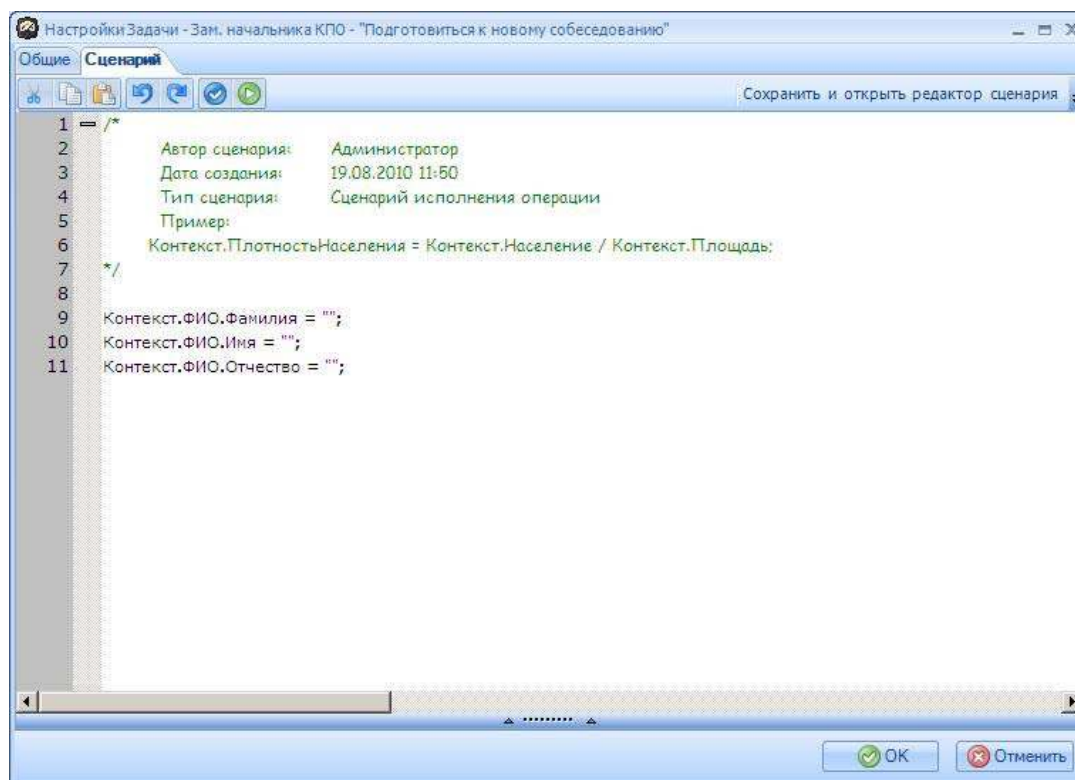 Настройки Задачи - Зам. начальника КПО - "Подготовиться к новому собеседованию"
Общие Сценарий
Сохранить и открыть редактор сценария
1 /*
2 Автор сценария: Администратор
3 Дата создания: 19.08.2010 11:50
4 Тип сценария: Сценарий исполнения операции
5 Пример:
6 Контекст.ПлотностьНаселения = Контекст.Население / Контекст.Площадь;
7 */
8
9 Контекст.ФИО.Фамилия = "";
10 Контекст.ФИО.Имя = "";
11 Контекст.ФИО.Отчество = "";
OK Отменить